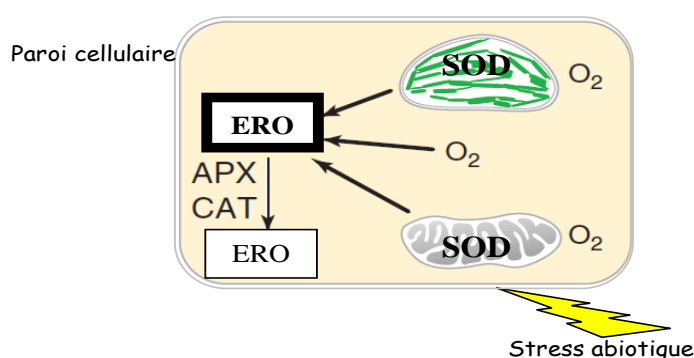 Paroi cellulaire
SOD
O₂
ERO
O₂
APX
CAT
ERO
SOD
O₂
Stress abiotique